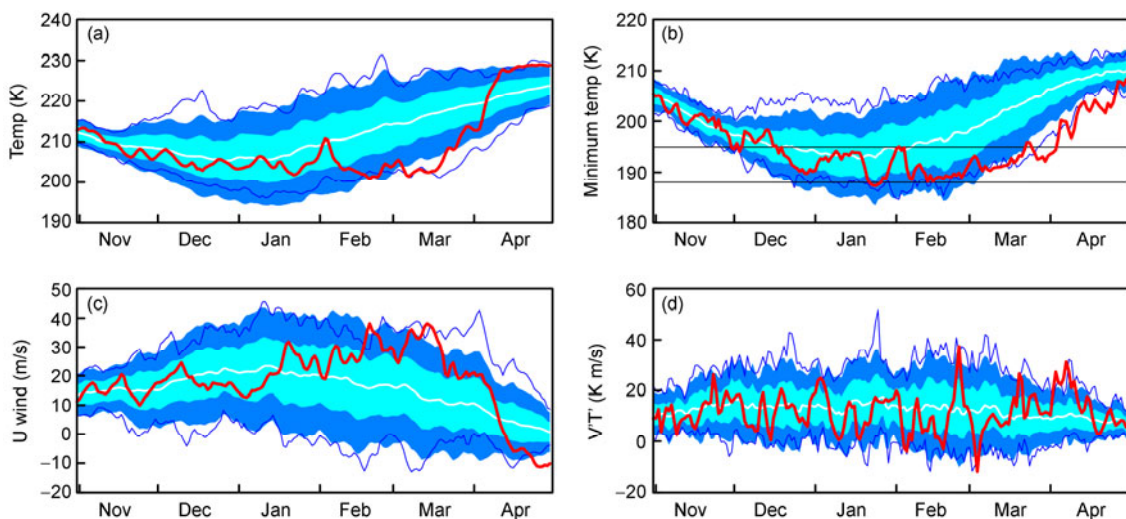 (a)
Temp (K)
240
230
220
210
200
190
Nov Dec Jan Feb Mar Apr
(b)
Minimum temp (K)
220
210
200
190
180
Nov Dec Jan Feb Mar Apr
(c)
U wind (m/s)
50
40
30
20
10
0
−10
−20
Nov Dec Jan Feb Mar Apr
(d)
V'T' (K m/s)
60
40
20
0
−20
Nov Dec Jan Feb Mar Apr